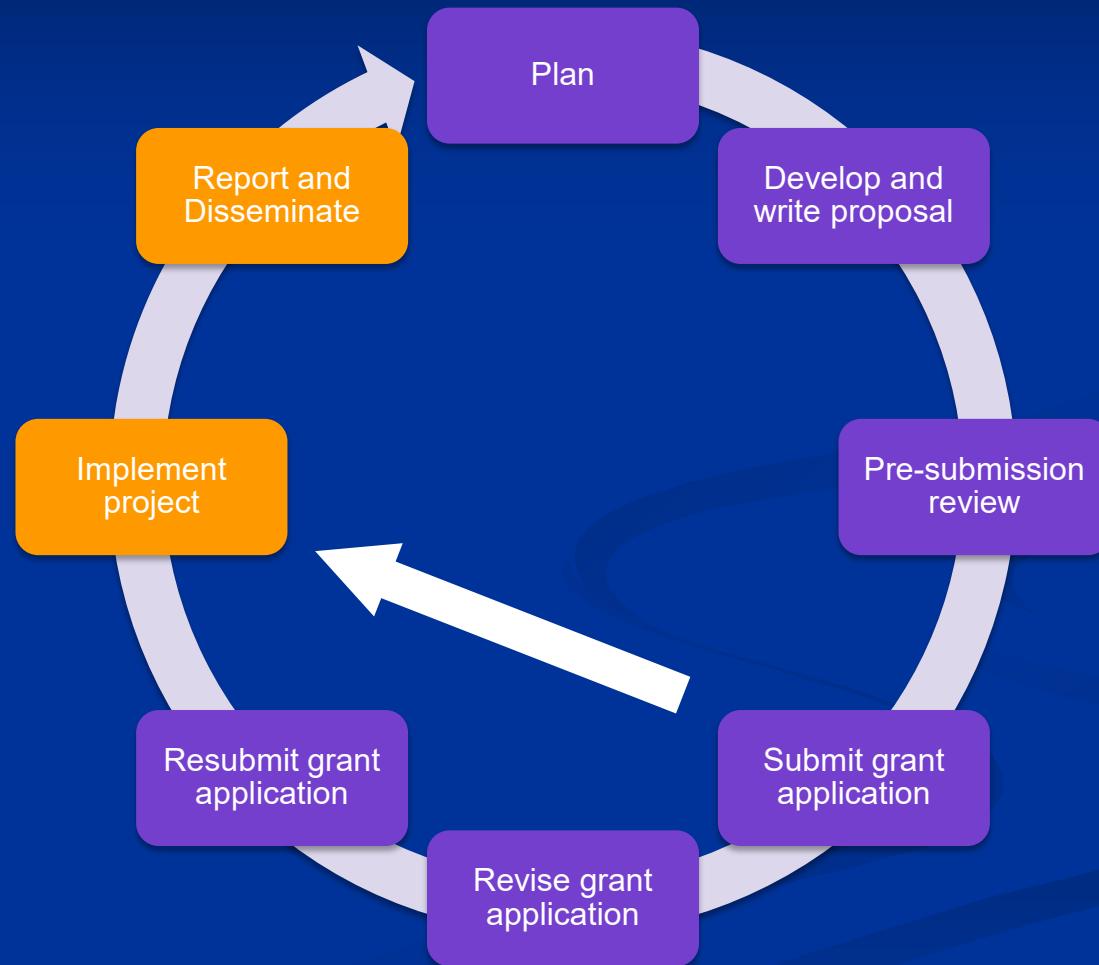 Plan
Develop and
write proposal
Pre-submission
review
Submit grant
application
Revise grant
application
Resubmit grant
application
Implement
project
Report and
Disseminate